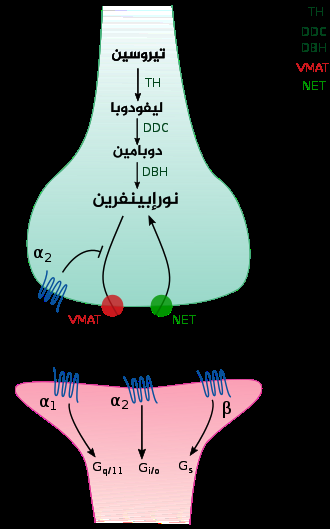 TH
DDC
DBH
VMAT
NET
تيروسين
TH
ليفودوبا
DDC
دوبامين
DBH
نورإبينفرين
α2
VMAT
NET
α1
α2
β
Gq/11
Gi/o
Gs